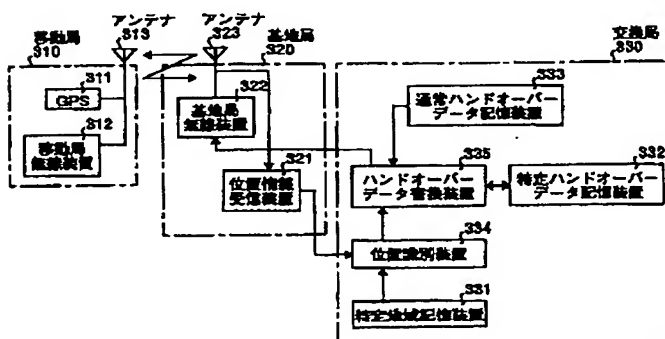 移動局
310
アンテナ
313
アンテナ
323
基地局
320
交換局
330
311
GPS
312
移動局
無線装置
322
基地局
無線装置
321
位置情報
受信装置
333
通常ハンドオーバー
データ記憶装置
335
ハンドオーバー
データ書換装置
332
特定ハンドオーバー
データ記憶装置
334
位置識別装置
331
特定地域記憶装置